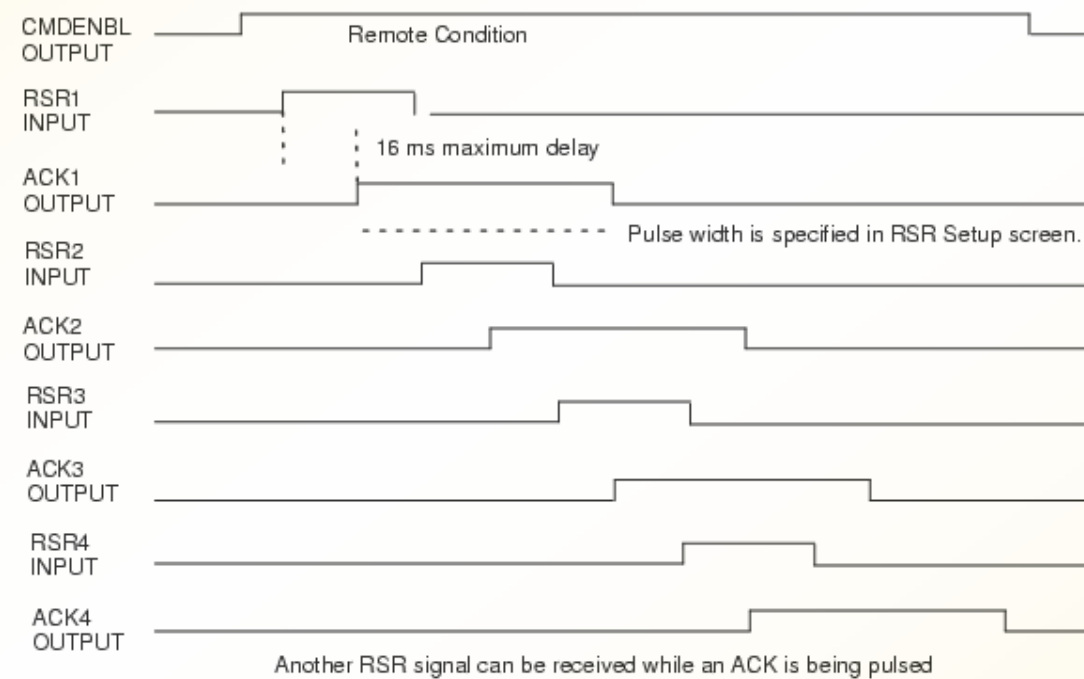 CMDENBL
OUTPUT
Remote Condition
RSR1
INPUT
16 ms maximum delay
ACK1
OUTPUT
Pulse width is specified in RSR Setup screen.
RSR2
INPUT
ACK2
OUTPUT
RSR3
INPUT
ACK3
OUTPUT
RSR4
INPUT
ACK4
OUTPUT
Another RSR signal can be received while an ACK is being pulsed